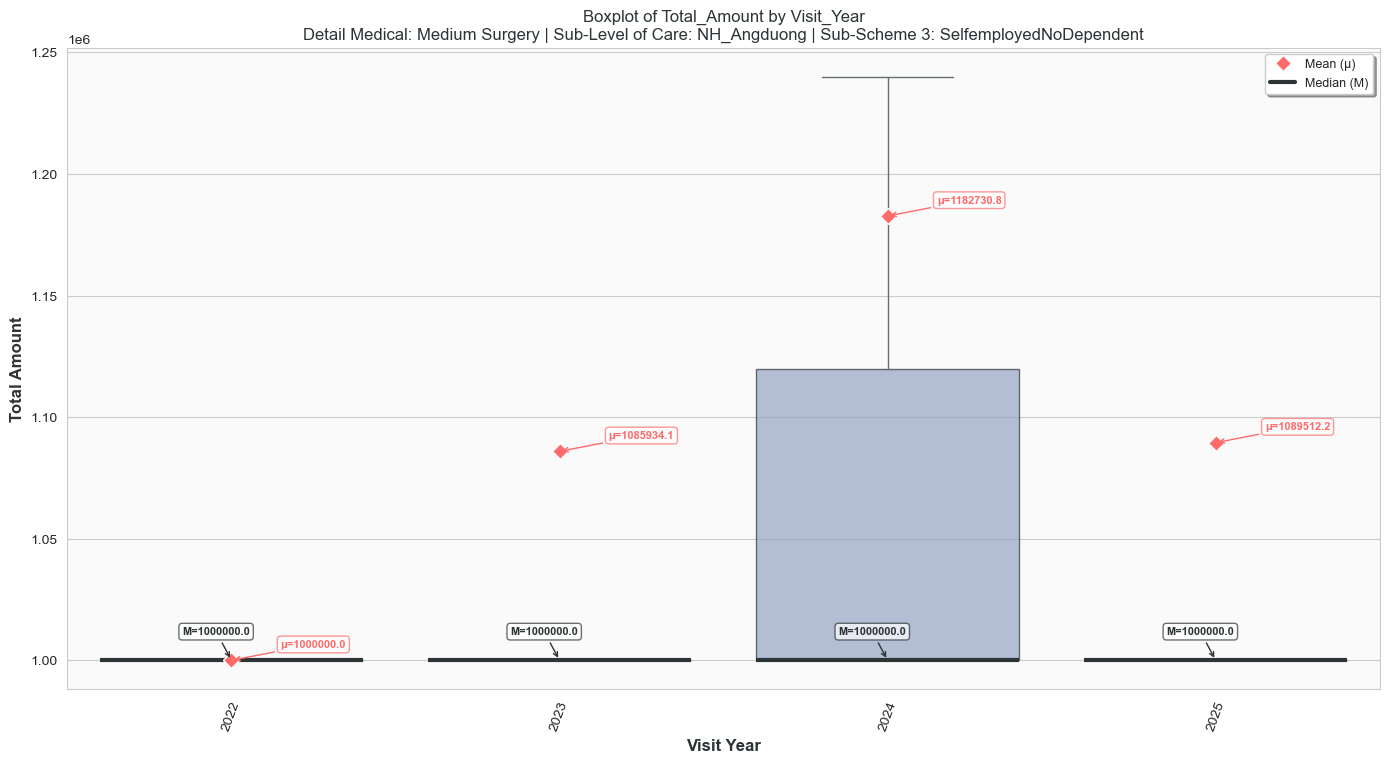 Boxplot of Total_Amount by Visit_Year
Detail Medical: Medium Surgery | Sub-Level of Care: NH_Angduong | Sub-Scheme 3: SelfemployedNoDependent
1e6
1.25
1.20
1.15
1.10
1.05
1.00
Total Amount
Mean (μ)
Median (M)
μ=1182730.8
μ=1085934.1
μ=1089512.2
M=1000000.0
μ=1000000.0
M=1000000.0
M=1000000.0
M=1000000.0
2022
2023
2024
2025
Visit Year